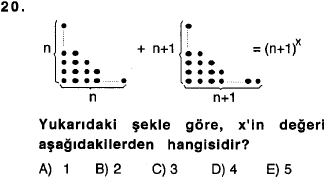 20.
n + n+1 = (n+1)^x
n n+1
Yukarıdaki şekle göre, x'in değeri
aşağıdakilerden hangisidir?
A) 1 B) 2 C) 3 D) 4 E) 5